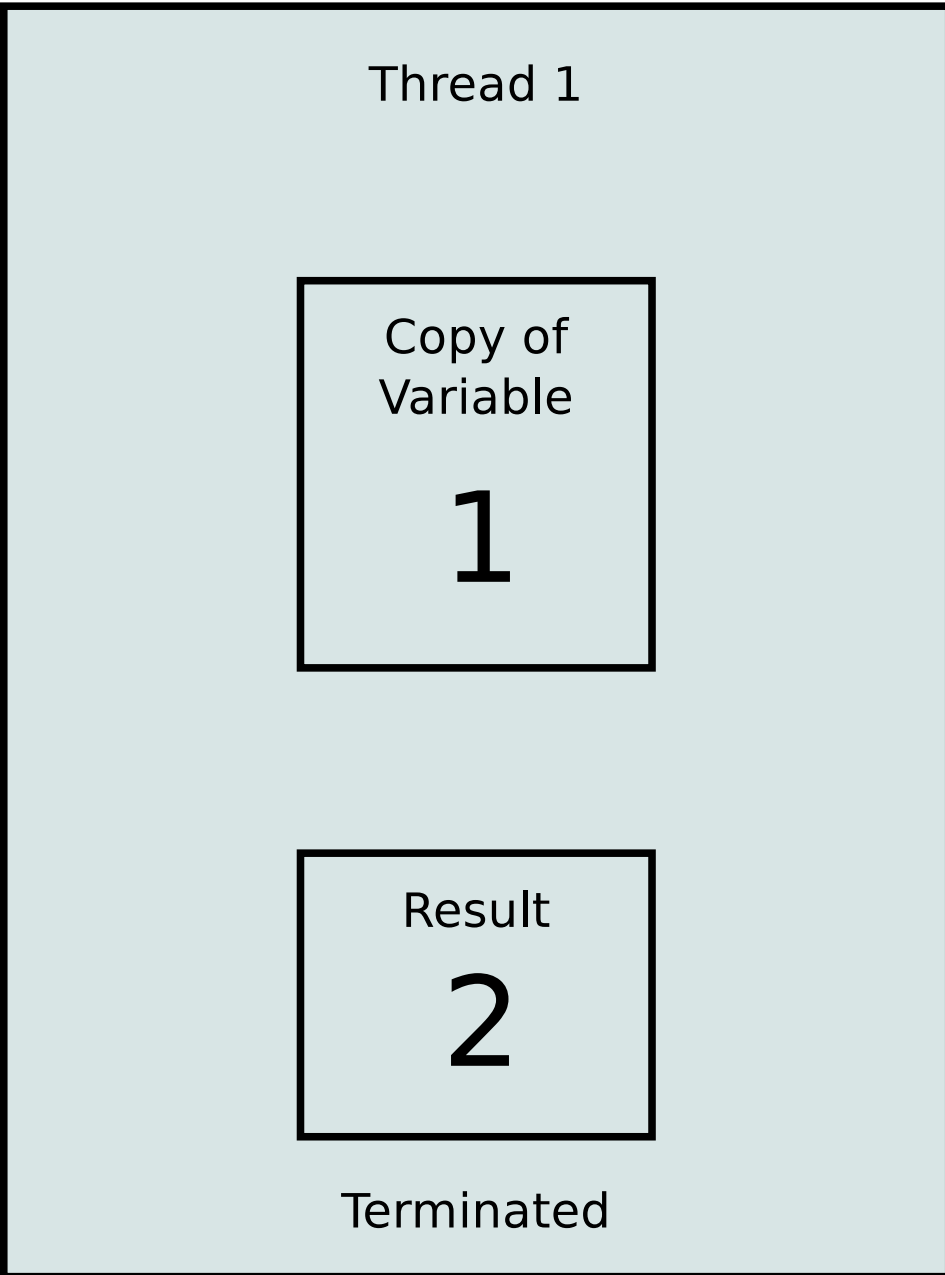 Thread 1
Copy of
Variable
1
Result
2
Terminated